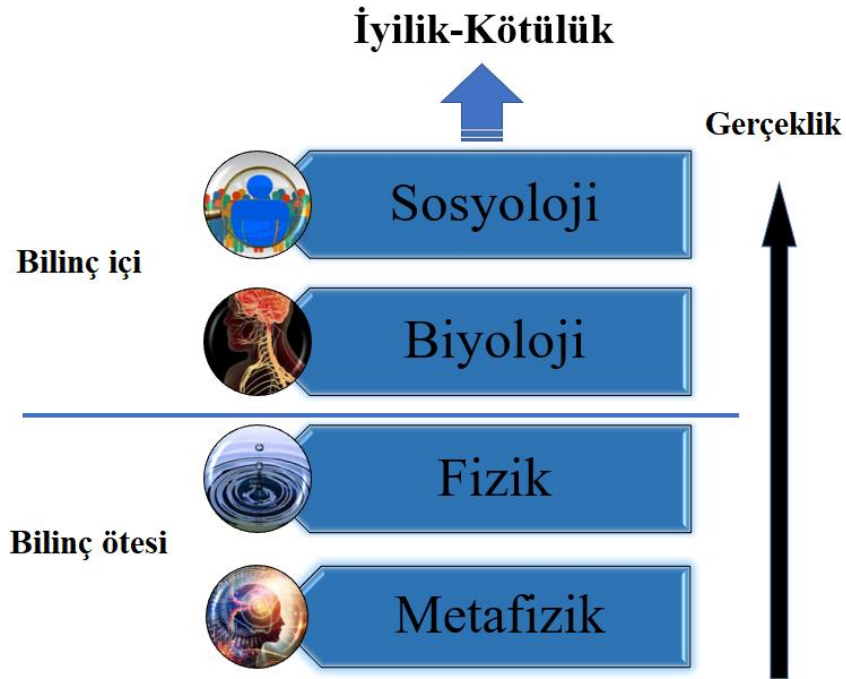 İyilik-Kötülük
Gerçeklik
Sosyoloji
Bilinç içi
Biyoloji
Fizik
Bilinç ötesi
Metafizik